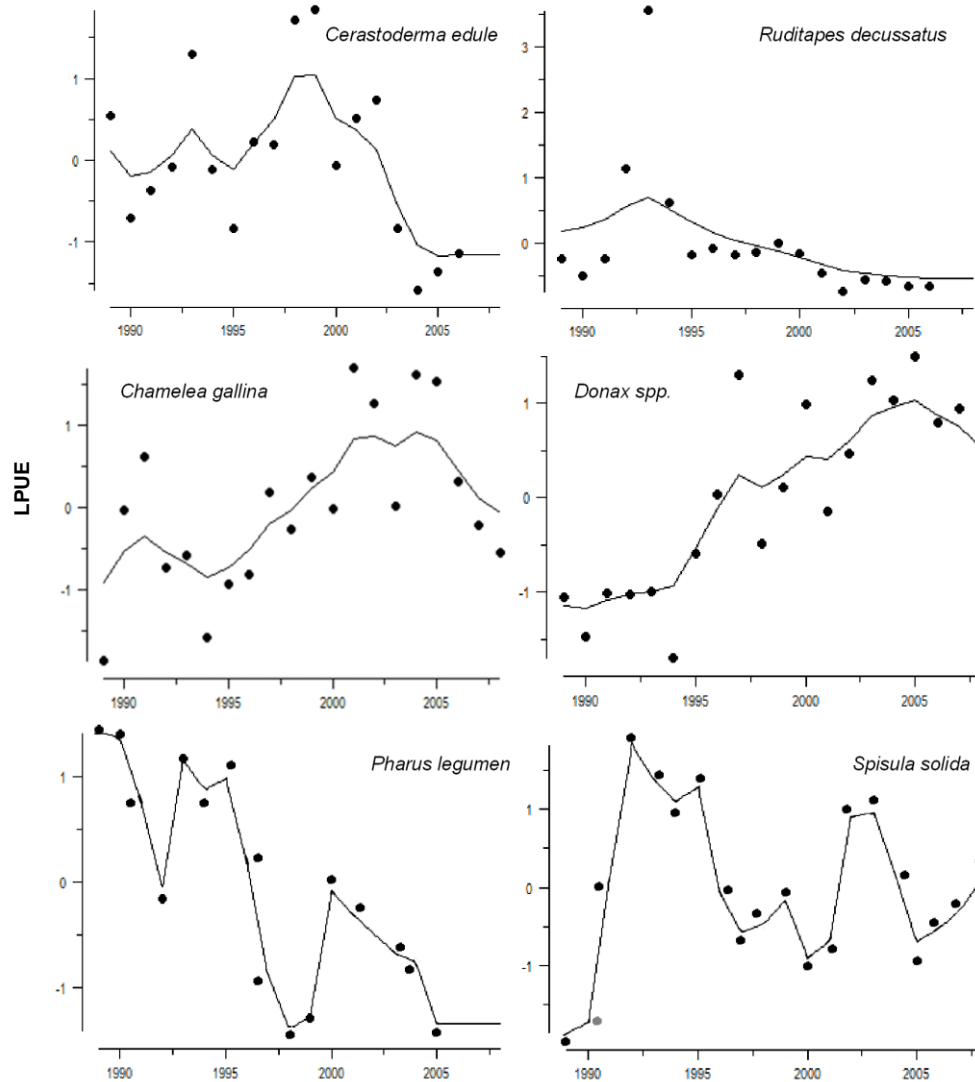 Cerastoderma edule
1
0
-1
1990 1995 2000 2005
Ruditapes decussatus
3
2
1
0
1990 1995 2000 2005
LPUE
Chamelea gallina
1
0
-1
1990 1995 2000 2005
Donax spp.
1
0
-1
1990 1995 2000 2005
Pharus legumen
1
0
-1
1990 1995 2000 2005
Spisula solida
1
0
-1
1990 1995 2000 2005